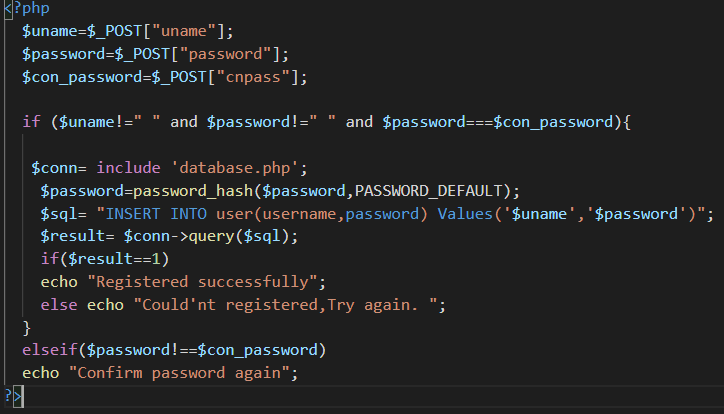 <?php
$uname=$_POST["uname"];
$password=$_POST["password"];
$con_password=$_POST["cnpass"];
if ($uname!=" " and $password!=" " and $password===$con_password){
$conn= include 'database.php';
$password=password_hash($password,PASSWORD_DEFAULT);
$sql= "INSERT INTO user(username,password) Values('$uname','$password')";
$result= $conn->query($sql);
if($result==1)
echo "Registered successfully";
else echo "Could'nt registered,Try again. ";
}
elseif($password!==$con_password)
echo "Confirm password again";
?>